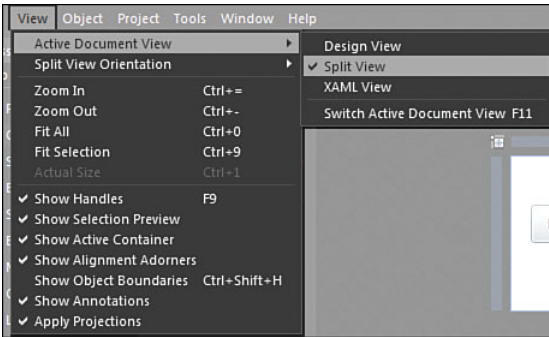 View Object Project Tools Window Help
Active Document View
Split View Orientation
Zoom In Ctrl+=
Zoom Out Ctrl+-
Fit All Ctrl+0
Fit Selection Ctrl+9
Actual Size Ctrl+1
Show Handles F9
Show Selection Preview
Show Active Container
Show Alignment Adorners
Show Object Boundaries Ctrl+Shift+H
Show Annotations
Apply Projections
Design View
Split View
XAML View
Switch Active Document View F11